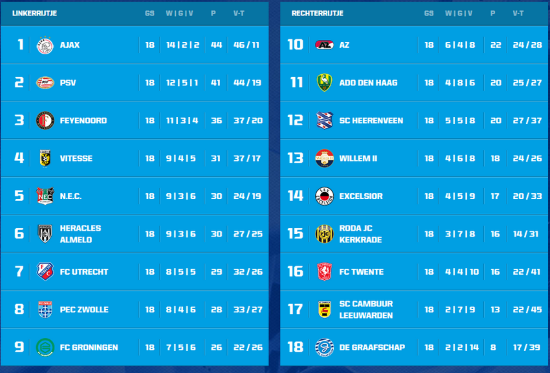 LINKERRIJTJE GS W|G|V P V-T
1 AJAX 18 14|2|2 44 46/11
2 PSV 18 12|5|1 41 44/19
3 FEYENOORD 18 11|3|4 36 37/20
4 VITESSE 18 9|4|5 31 37/17
5 NEC N.E.C. 18 9|3|6 30 24/19
6 HERACLES
ALMELO 18 9|3|6 30 27/25
7 FC UTRECHT 18 8|5|5 29 32/26
8 PEC ZWOLLE 18 8|4|6 28 33/27
9 FC GRONINGEN 18 7|5|6 26 22/26
RECHTERRIJTJE GS W|G|V P V-T
10 AZ AZ 18 6|4|8 22 24/28
11 ADO DEN HAAG 18 4|8|6 20 25/27
12 SC HEERENVEEN 18 5|5|8 20 27/37
13 WILLEM II 18 4|6|8 18 24/26
14 EXCELSIOR 18 4|5|9 17 20/33
15 RODA JC
KERKRADE 18 3|7|8 16 14/31
16 FC TWENTE 18 4|4|10 16 22/41
17 SC CAMBUUR
LEEUWARDEN 18 2|7|9 13 22/45
18 DE GRAAFSCHAP 18 2|2|14 8 17/39